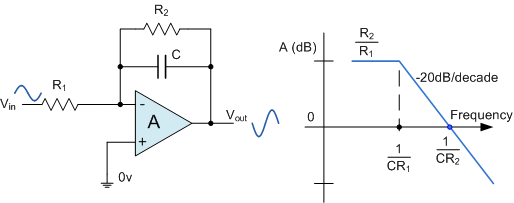 R2
C
R1
Vin
-
A
+
Vout
0v
A (dB)
R2
R1
-20dB/decade
0
Frequency
1
CR1
1
CR2